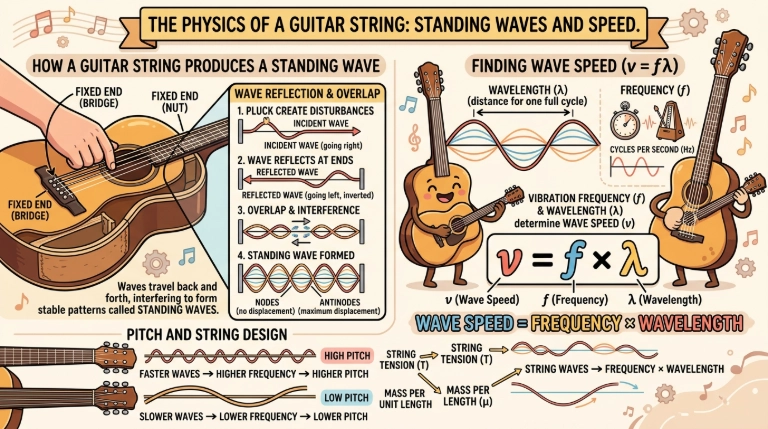 THE PHYSICS OF A GUITAR STRING: STANDING WAVES AND SPEED.
HOW A GUITAR STRING PRODUCES A STANDING WAVE
FIXED END
(BRIDGE)
FIXED END
(NUT)
FIXED END
(BRIDGE)
WAVE REFLECTION & OVERLAP
1. PLUCK CREATE DISTURBANCES
INCIDENT WAVE
INCIDENT WAVE (going right)
2. WAVE REFLECTS AT ENDS
REFLECTED WAVE
REFLECTED WAVE (going left, inverted)
3. OVERLAP & INTERFERENCE
4. STANDING WAVE FORMED
NODES
(no displacement)
ANTINODES
(maximum displacement)
Waves travel back and
forth, interfering to form
stable patterns called STANDING WAVES.
FINDING WAVE SPEED (v = fλ)
WAVELENGTH (λ)
(distance for one full cycle)
FREQUENCY (f)
CYCLES PER SECOND (Hz)
VIBRATION FREQUENCY (f)
& WAVELENGTH (λ)
determine WAVE SPEED (v)
v = f × λ
v (Wave Speed)
f (Frequency)
λ (Wavelength)
WAVE SPEED = FREQUENCY × WAVELENGTH
PITCH AND STRING DESIGN
HIGH PITCH
FASTER WAVES → HIGHER FREQUENCY → HIGHER PITCH
LOW PITCH
SLOWER WAVES → LOWER FREQUENCY → LOWER PITCH
STRING
TENSION (T)
MASS PER
UNIT LENGTH
STRING
TENSION (T)
MASS PER
LENGTH (μ)
STRING WAVES → FREQUENCY × WAVELENGTH